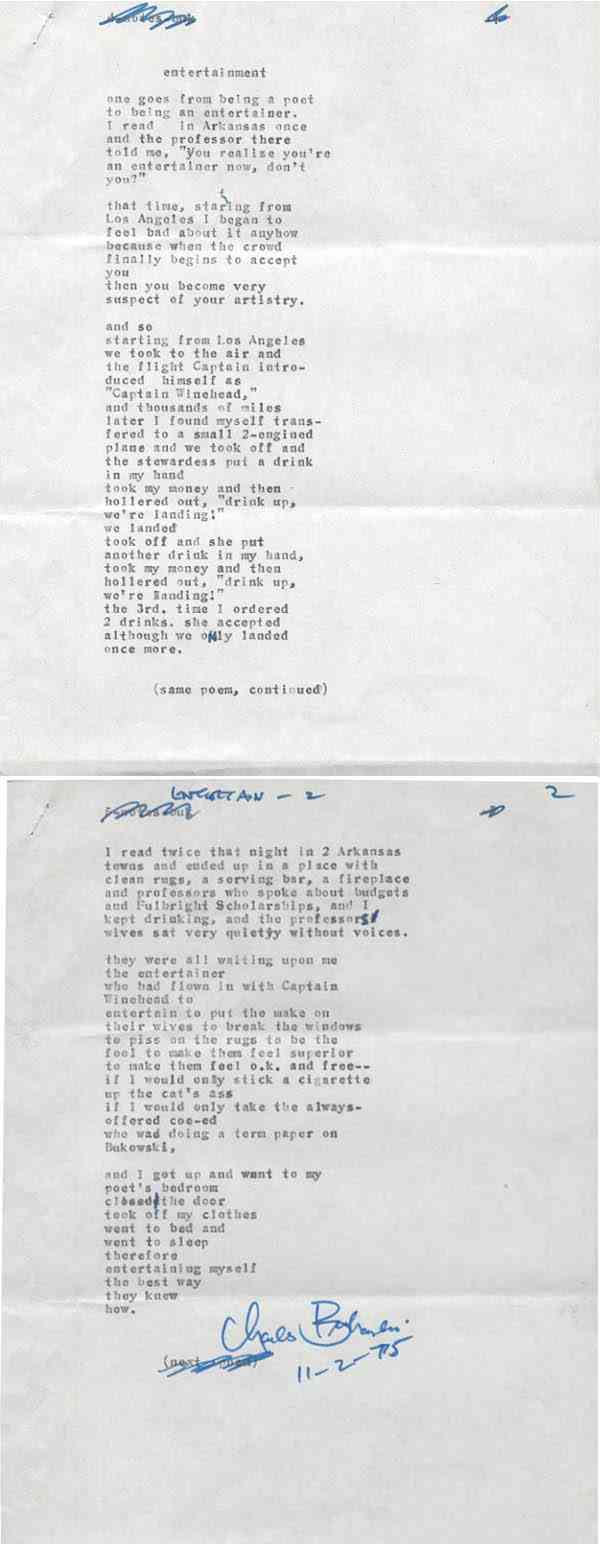 entertainment
one goes from being a poet
to being an entertainer.
I read in Arkansas once
and the professor there
told me, "you realize you're
an entertainer now, don't
you?"
t
that time, staring from
Los Angeles I began to
feel bad about it anyhow
because when the crowd
finally begins to accept
you
then you become very
suspect of your artistry.
and so
starting from Los Angeles
we took to the air and
the flight Captain intro-
duced himself as
"Captain Winehead,"
and thousands of miles
later I found myself trans-
fered to a small 2-engined
plane and we took off and
the stewardess put a drink
in my hand
took my money and then
hollered out, "drink up,
we're landing!"
we landed
took off and she put
another drink in my hand,
took my money and then
hollered out, "drink up,
we're landing!"
the 3rd. time I ordered
2 drinks. she accepted
although we oNly landed
once more.
(same poem, continued)
ENTERTAIN - 2
2
I read twice that night in 2 Arkansas
towns and ended up in a place with
clean rugs, a serving bar, a fireplace
and professors who spoke about budgets
and Fulbright Scholarships, and I
kept drinking, and the professors'
wives sat very quietly without voices.
they were all waiting upon me
the entertainer
who had flown in with Captain
Winehead to
entertain to put the make on
their wives to break the windows
to piss on the rugs to be the
fool to make them feel superior
to make them feel o.k. and free--
if I would only stick a cigarette
up the cat's ass
if I would only take the always-
offered coe-ed
who was doing a term paper on
Bukowski,
and I got up and went to my
poet's bedroom
closed the door
took off my clothes
went to bed and
went to sleep
therefore
entertaining myself
the best way
they knew
how.
Charles Bukowski
11-2-75